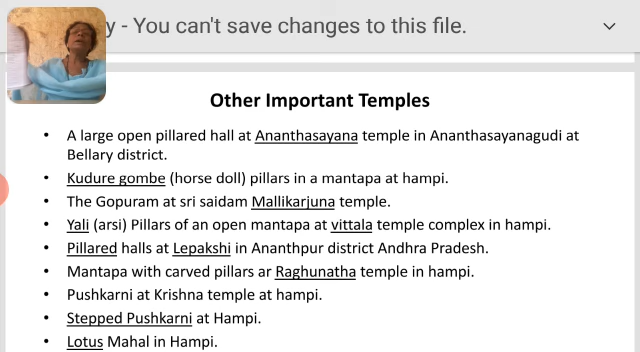 y - You can't save changes to this file.
Other Important Temples
• A large open pillared hall at Ananthasayana temple in Ananthasayanagudi at
Bellary district.
• Kudure gombe (horse doll) pillars in a mantapa at hampi.
• The Gopuram at sri saidam Mallikarjuna temple.
• Yali (arsi) Pillars of an open mantapa at vittala temple complex in hampi.
• Pillared halls at Lepakshi in Ananthpur district Andhra Pradesh.
• Mantapa with carved pillars ar Raghunatha temple in hampi.
• Pushkarni at Krishna temple at hampi.
• Stepped Pushkarni at Hampi.
• Lotus Mahal in Hampi.